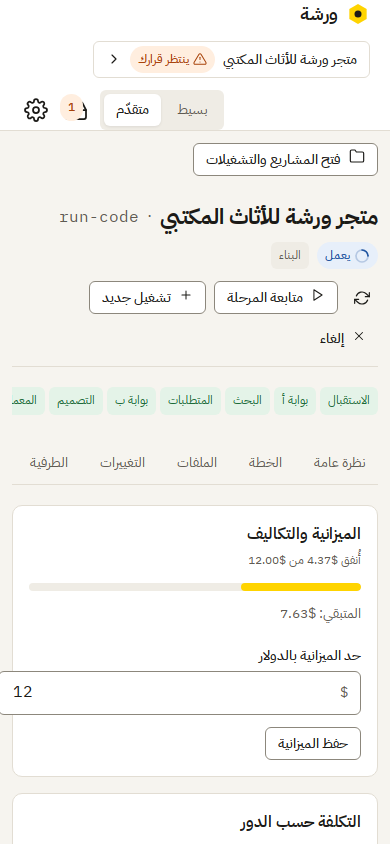 ورشة
متجر ورشة للأثاث المكتبي ينتظر قرارك
بسيط متقدّم 1
فتح المشاريع والتشغيلات
متجر ورشة للأثاث المكتبي · run-code
يعمل البناء
متابعة المرحلة تشغيل جديد
إلغاء
الاستقبال بوابة أ البحث المتطلبات بوابة ب التصميم
نظرة عامة الخطة الملفات التغييرات الطرفية
الميزانية والتكاليف
أُنفق 4.37$ من 12.00$
المتبقي: 7.63$
حد الميزانية بالدولار
$ 12
حفظ الميزانية
التكلفة حسب الدور